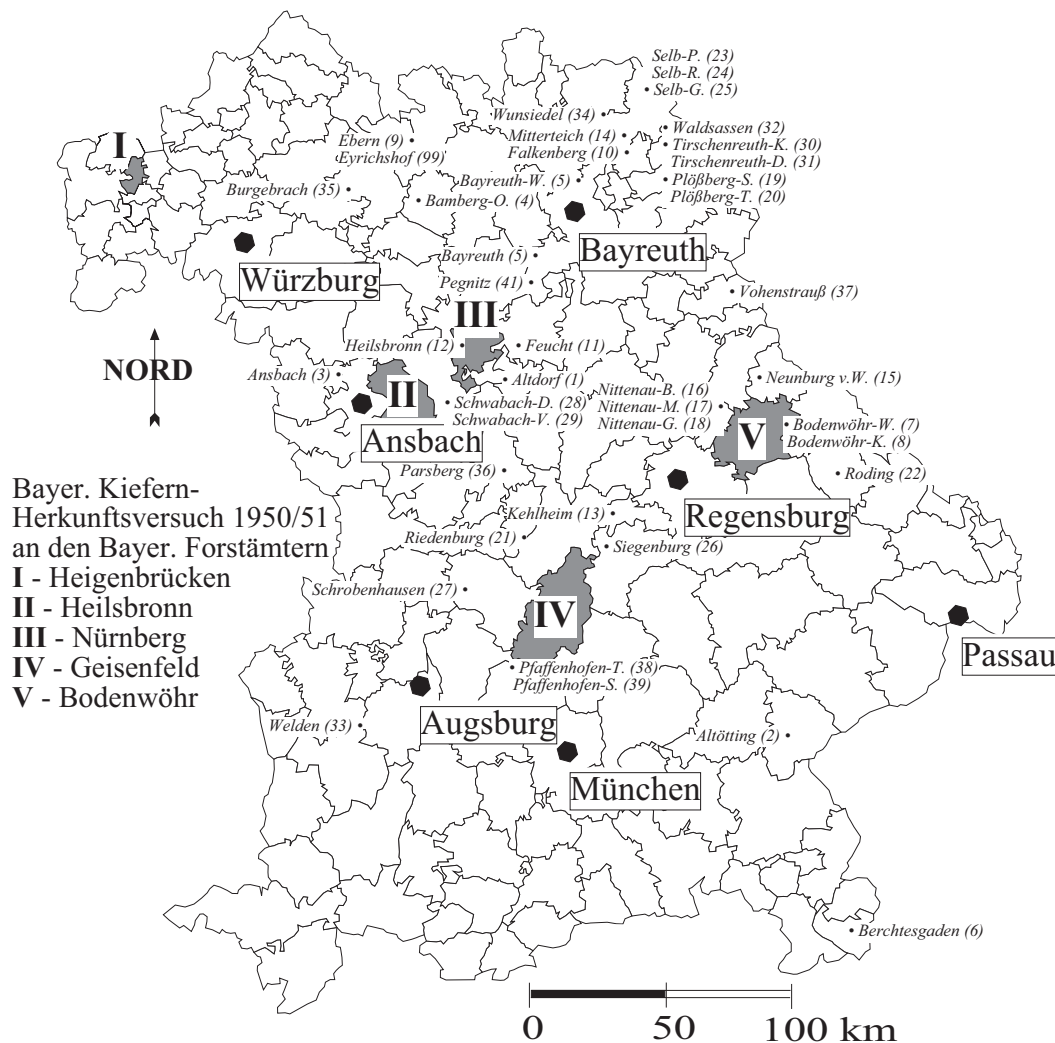 Selb-P. (23)
Selb-R. (24)
Selb-G. (25)
Wunsiedel (34)
Ebern (9)
Eyrichshof (99)
Mitterteich (14)
Falkenberg (10)
Waldsassen (32)
Tirschenreuth-K. (30)
Tirschenreuth-D. (31)
I
Burgebrach (35)
Bayreuth-W. (5)
Plößberg-S. (19)
Plößberg-T. (20)
Bamberg-O. (4)
Würzburg
Bayreuth (5)
Bayreuth
Pegnitz (41)
Vohenstrauß (37)
III
NORD
Heilsbronn (12)
Feucht (11)
Ansbach (3)
II
Altdorf (1)
Neunburg v.W. (15)
Schwabach-D. (28)
Schwabach-V. (29)
Nittenau-B. (16)
Nittenau-M. (17)
Nittenau-G. (18)
V
Bodenwöhr-W. (7)
Bodenwöhr-K. (8)
Ansbach
Parsberg (36)
Roding (22)
Regensburg
Kehlheim (13)
Riedenburg (21)
Siegenburg (26)
Bayer. Kiefern-
Herkunftsversuch 1950/51
an den Bayer. Forstämtern
I - Heigenbrücken
II - Heilsbronn
III - Nürnberg
IV - Geisenfeld
V - Bodenwöhr
Schrobenhausen (27)
IV
Passau
Pfaffenhofen-T. (38)
Pfaffenhofen-S. (39)
Welden (33)
Augsburg
Altötting (2)
München
Berchtesgaden (6)
0 50 100 km